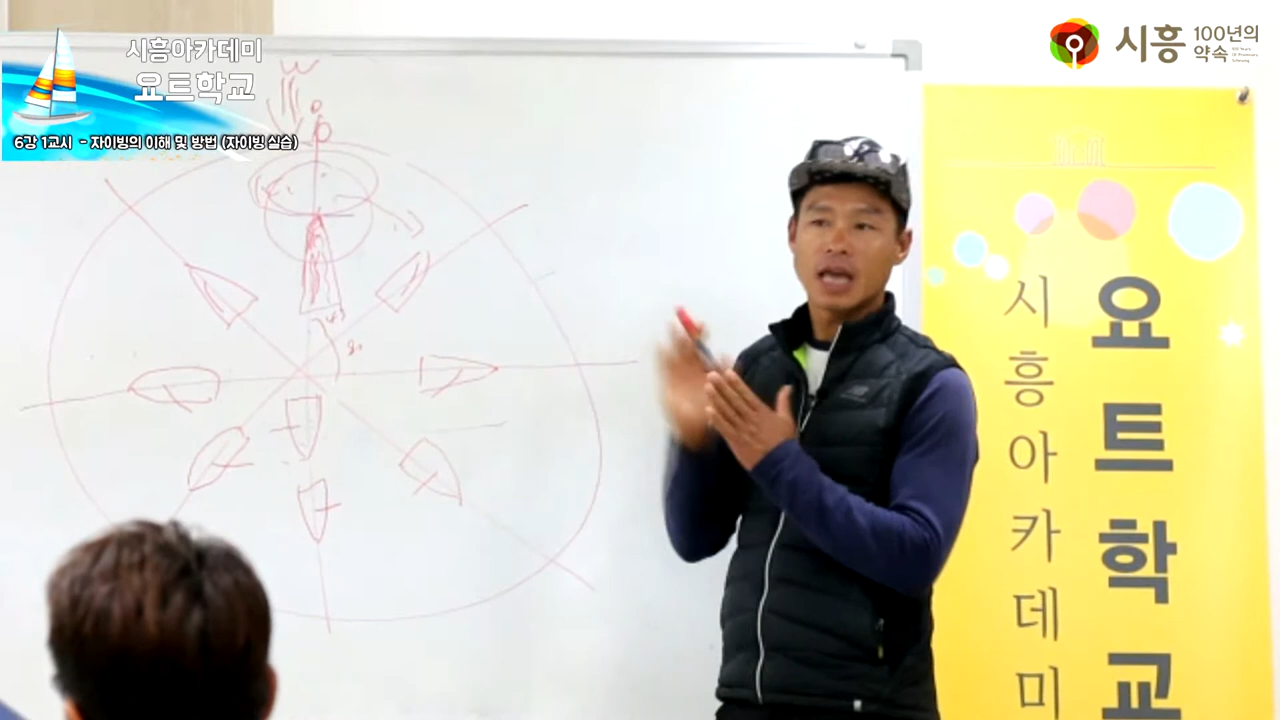 시흥아카데미
요트학교
6강 1교시 - 자이빙의 이해 및 방법 (자이빙 실습)
시흥
100년의
약속
W
시흥아카데미
요트학교